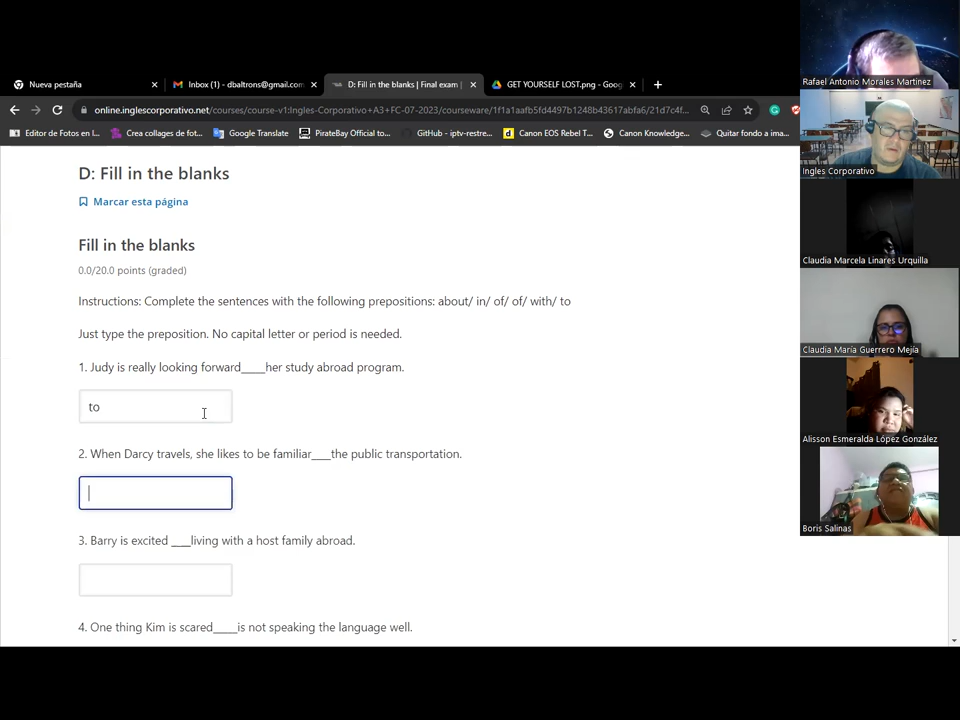 Nueva pestaña
Inbox (1) - dbaltrons@gmail.com
D: Fill in the blanks | Final exam |
GET YOURSELF LOST.png - Goog
online.inglescorporativo.net/courses/course-v1:Ingles-Corporativo+A3+FC-07-2023/courseware/1f1a1aafb5fd4497b1248b43617abfa6/21d7c4f...
Editor de Fotos en l...
Crea collages de fot...
Google Translate
PirateBay Official to...
GitHub - iptv-restre...
Canon EOS Rebel T...
Canon Knowledge...
Quitar fondo a ima...
D: Fill in the blanks
Marcar esta página
Fill in the blanks
0.0/20.0 points (graded)
Instructions: Complete the sentences with the following prepositions: about/ in/ of/ of/ with/ to
Just type the preposition. No capital letter or period is needed.
1. Judy is really looking forward____her study abroad program.
to
2. When Darcy travels, she likes to be familiar___the public transportation.
3. Barry is excited ___living with a host family abroad.
4. One thing Kim is scared____is not speaking the language well.
Rafael Antonio Morales Martinez
Ingles Corporativo
Claudia Marcela Linares Urquilla
Claudia María Guerrero Mejía
Alisson Esmeralda López González
Boris Salinas